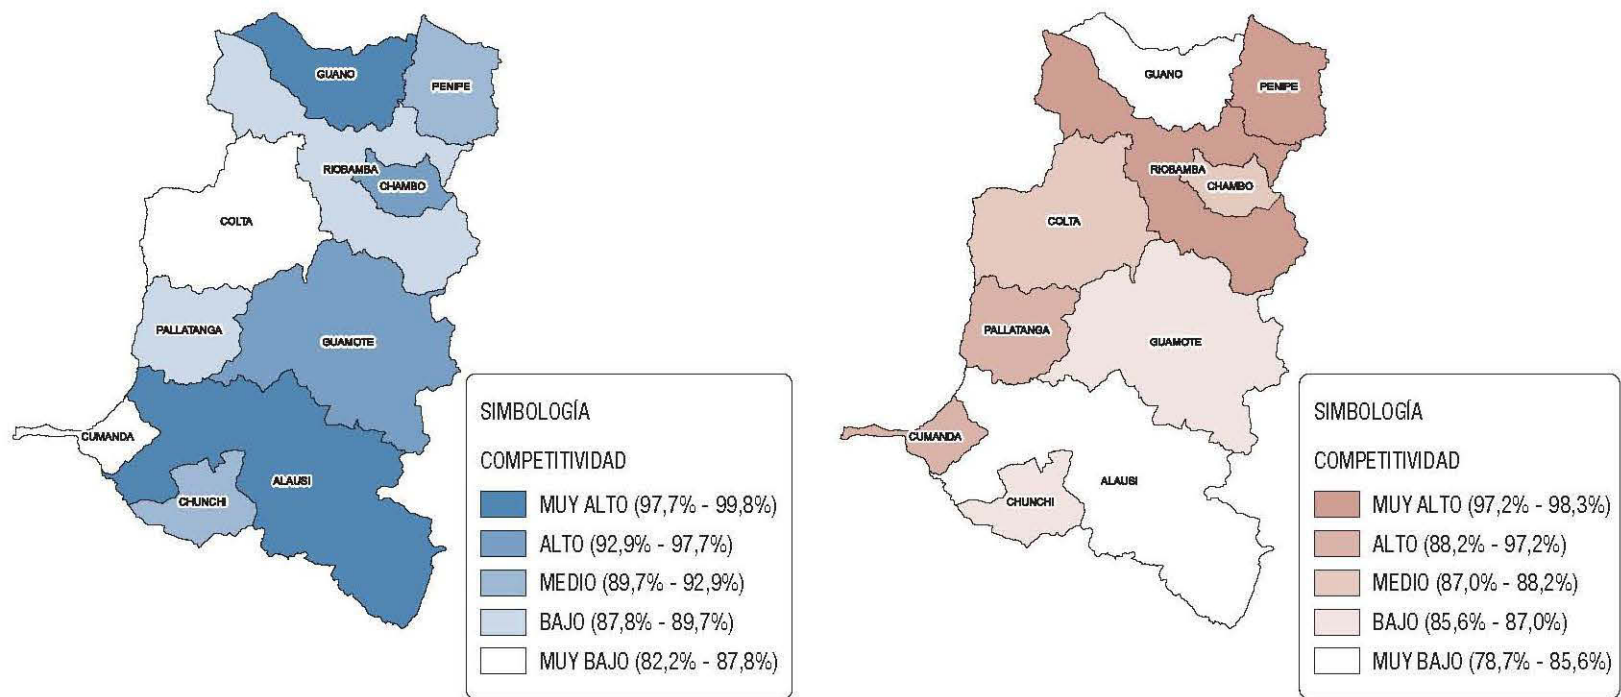 GUANO
PENIPE
RIOBAMBA
CHAMBO
COLTA
PALLATANGA
GUAMOTE
CUMANDA
ALAUSI
CHUNCHI
SIMBOLOGÍA
COMPETITIVIDAD
MUY ALTO (97,7% - 99,8%)
ALTO (92,9% - 97,7%)
MEDIO (89,7% - 92,9%)
BAJO (87,8% - 89,7%)
MUY BAJO (82,2% - 87,8%)
GUANO
PENIPE
RIOBAMBA
CHAMBO
COLTA
PALLATANGA
GUAMOTE
CUMANDA
ALAUSI
CHUNCHI
SIMBOLOGÍA
COMPETITIVIDAD
MUY ALTO (97,2% - 98,3%)
ALTO (88,2% - 97,2%)
MEDIO (87,0% - 88,2%)
BAJO (85,6% - 87,0%)
MUY BAJO (78,7% - 85,6%)